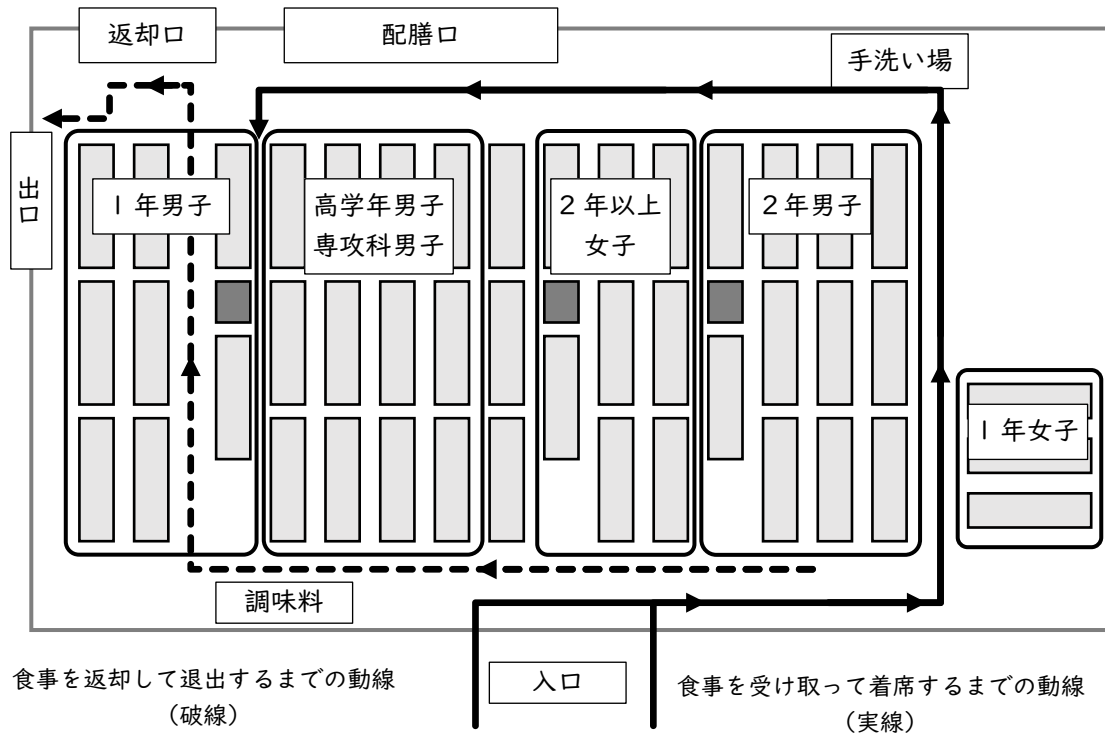 返却口
配膳口
手洗い場
出口
1年男子
高学年男子
専攻科男子
2年以上
女子
2年男子
1年女子
調味料
入口
食事を返却して退出するまでの動線
(破線)
食事を受け取って着席するまでの動線
(実線)